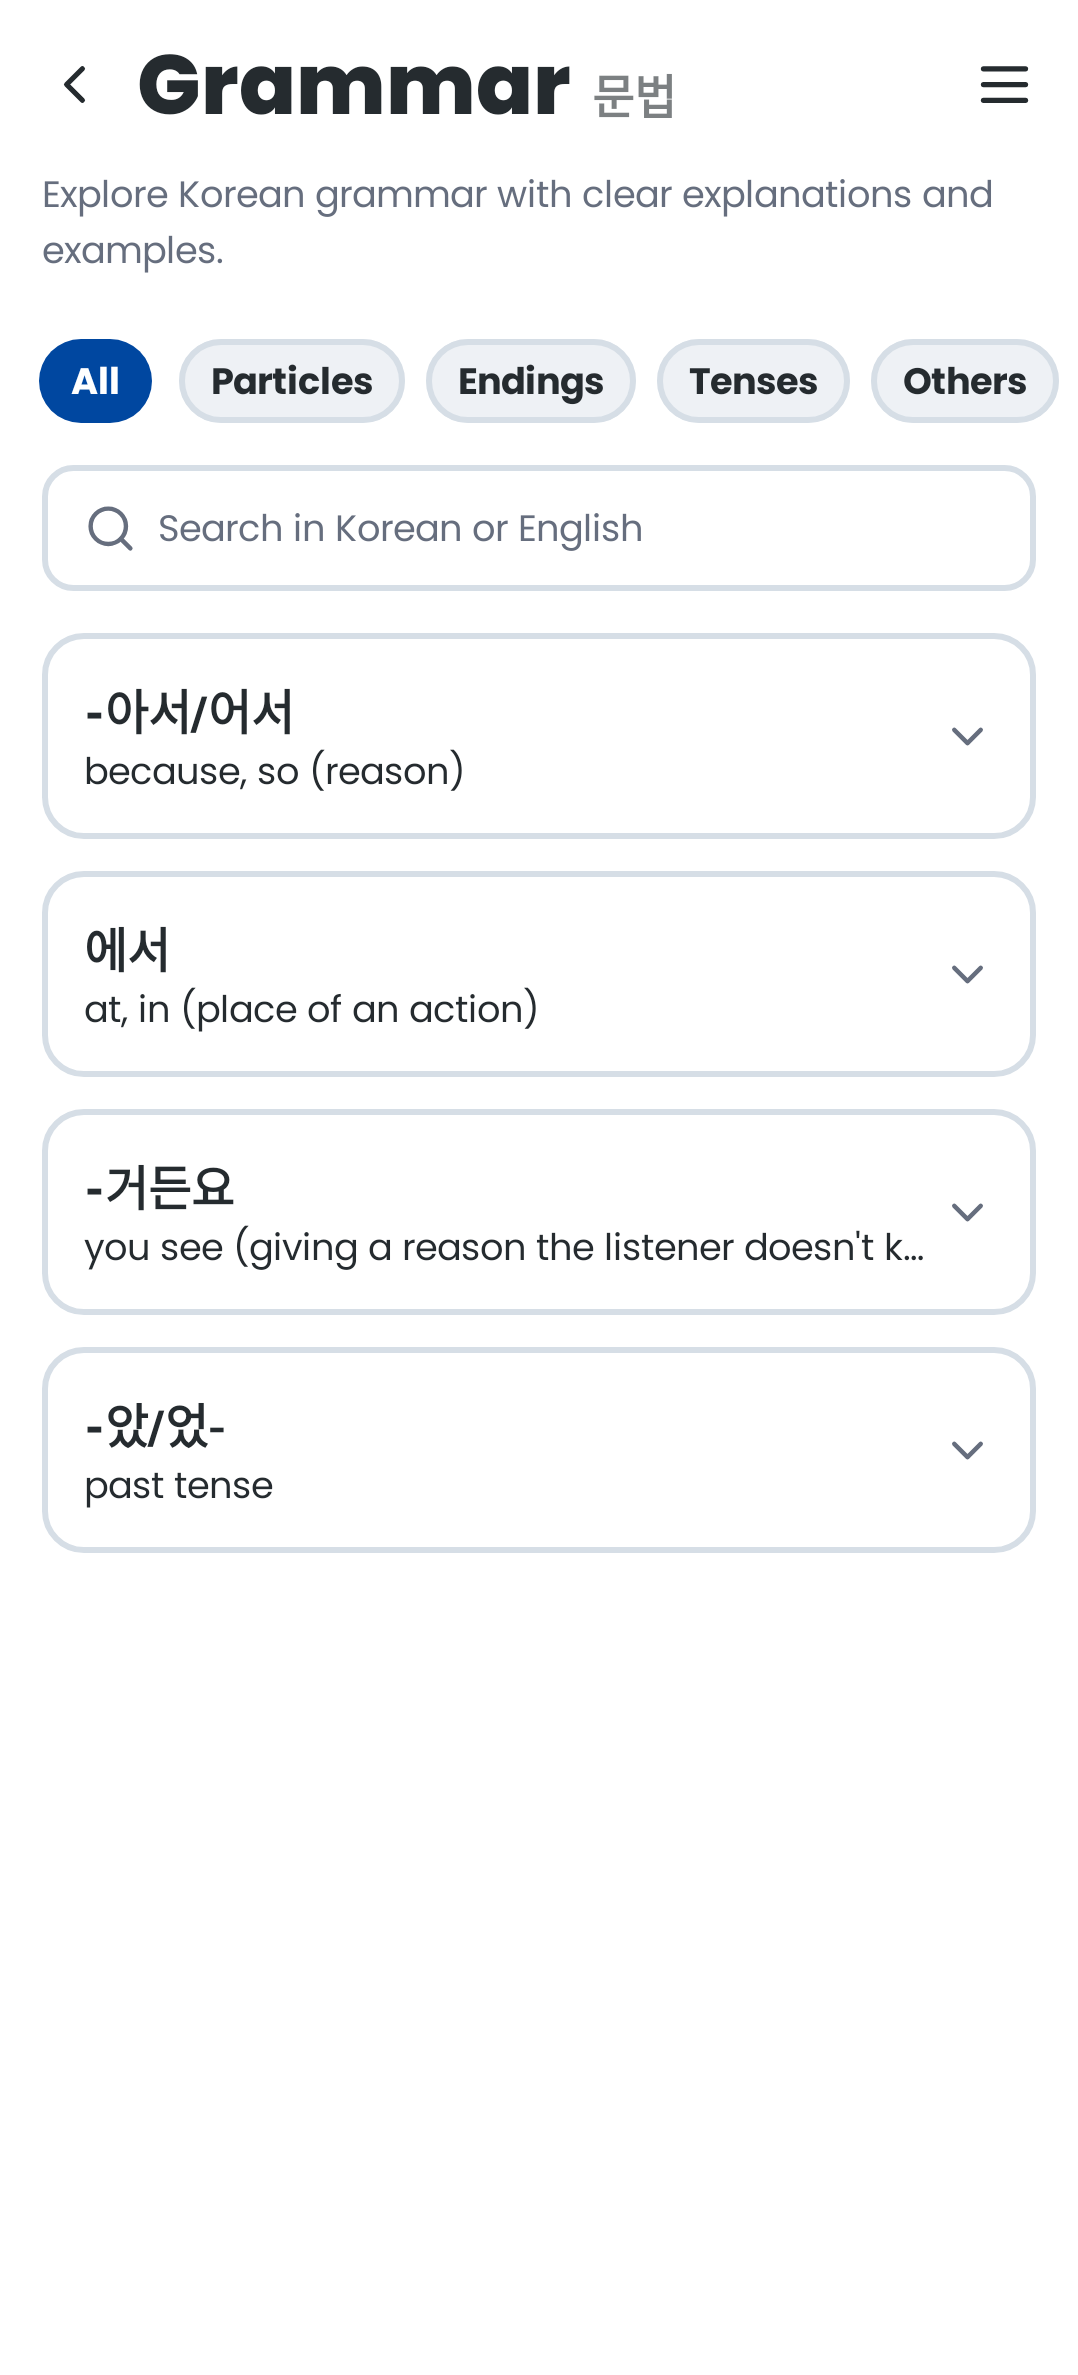 Grammar 문법
Explore Korean grammar with clear explanations and
examples.
All Particles Endings Tenses Others
Search in Korean or English
-아서/어서
because, so (reason)
에서
at, in (place of an action)
-거든요
you see (giving a reason the listener doesn't k...
-았/었-
past tense